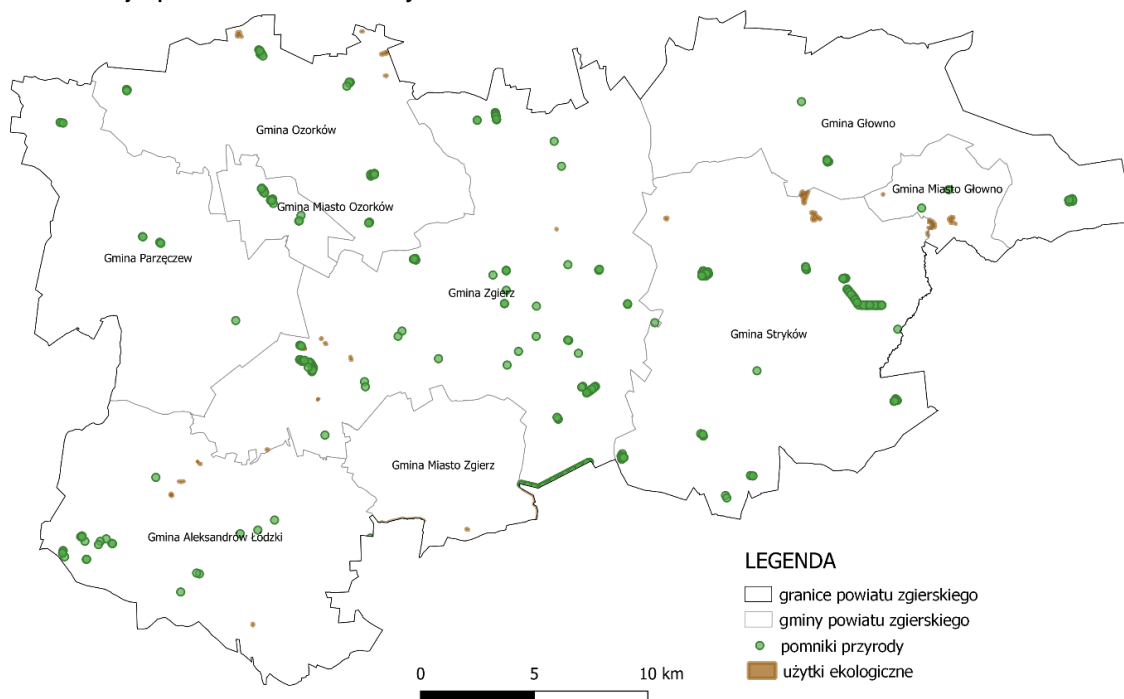 Gmina Ozorków
Gmina Głowno
Gmina Miasto Głowno
Gmina Miasto Ozorków
Gmina Parzęczew
Gmina Zgierz
Gmina Stryków
Gmina Miasto Zgierz
Gmina Aleksandrów Łódzki
LEGENDA
granice powiatu zgierskiego
gminy powiatu zgierskiego
pomniki przyrody
użytki ekologiczne
0 5 10 km